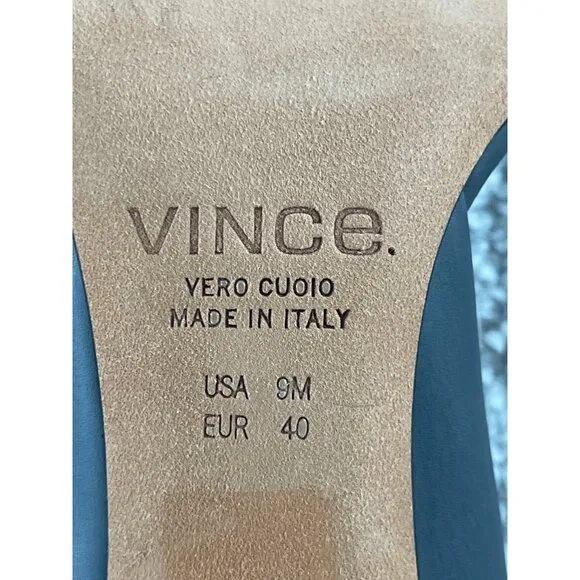 VINCe.
VERO CUOIO
MADE IN ITALY
USA 9M
EUR 40